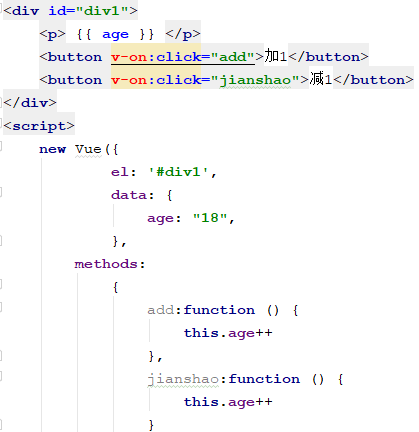 <div id="div1">
    <p> {{ age }} </p>
    <button v-on:click="add">加1</button>
    <button v-on:click="jianshao">减1</button>
</div>
<script>
    new Vue({
            el: '#div1',
            data: {
                age: "18",
            },
        methods:
            {
                add:function () {
                    this.age++
                },
                jianshao:function () {
                    this.age++
                }